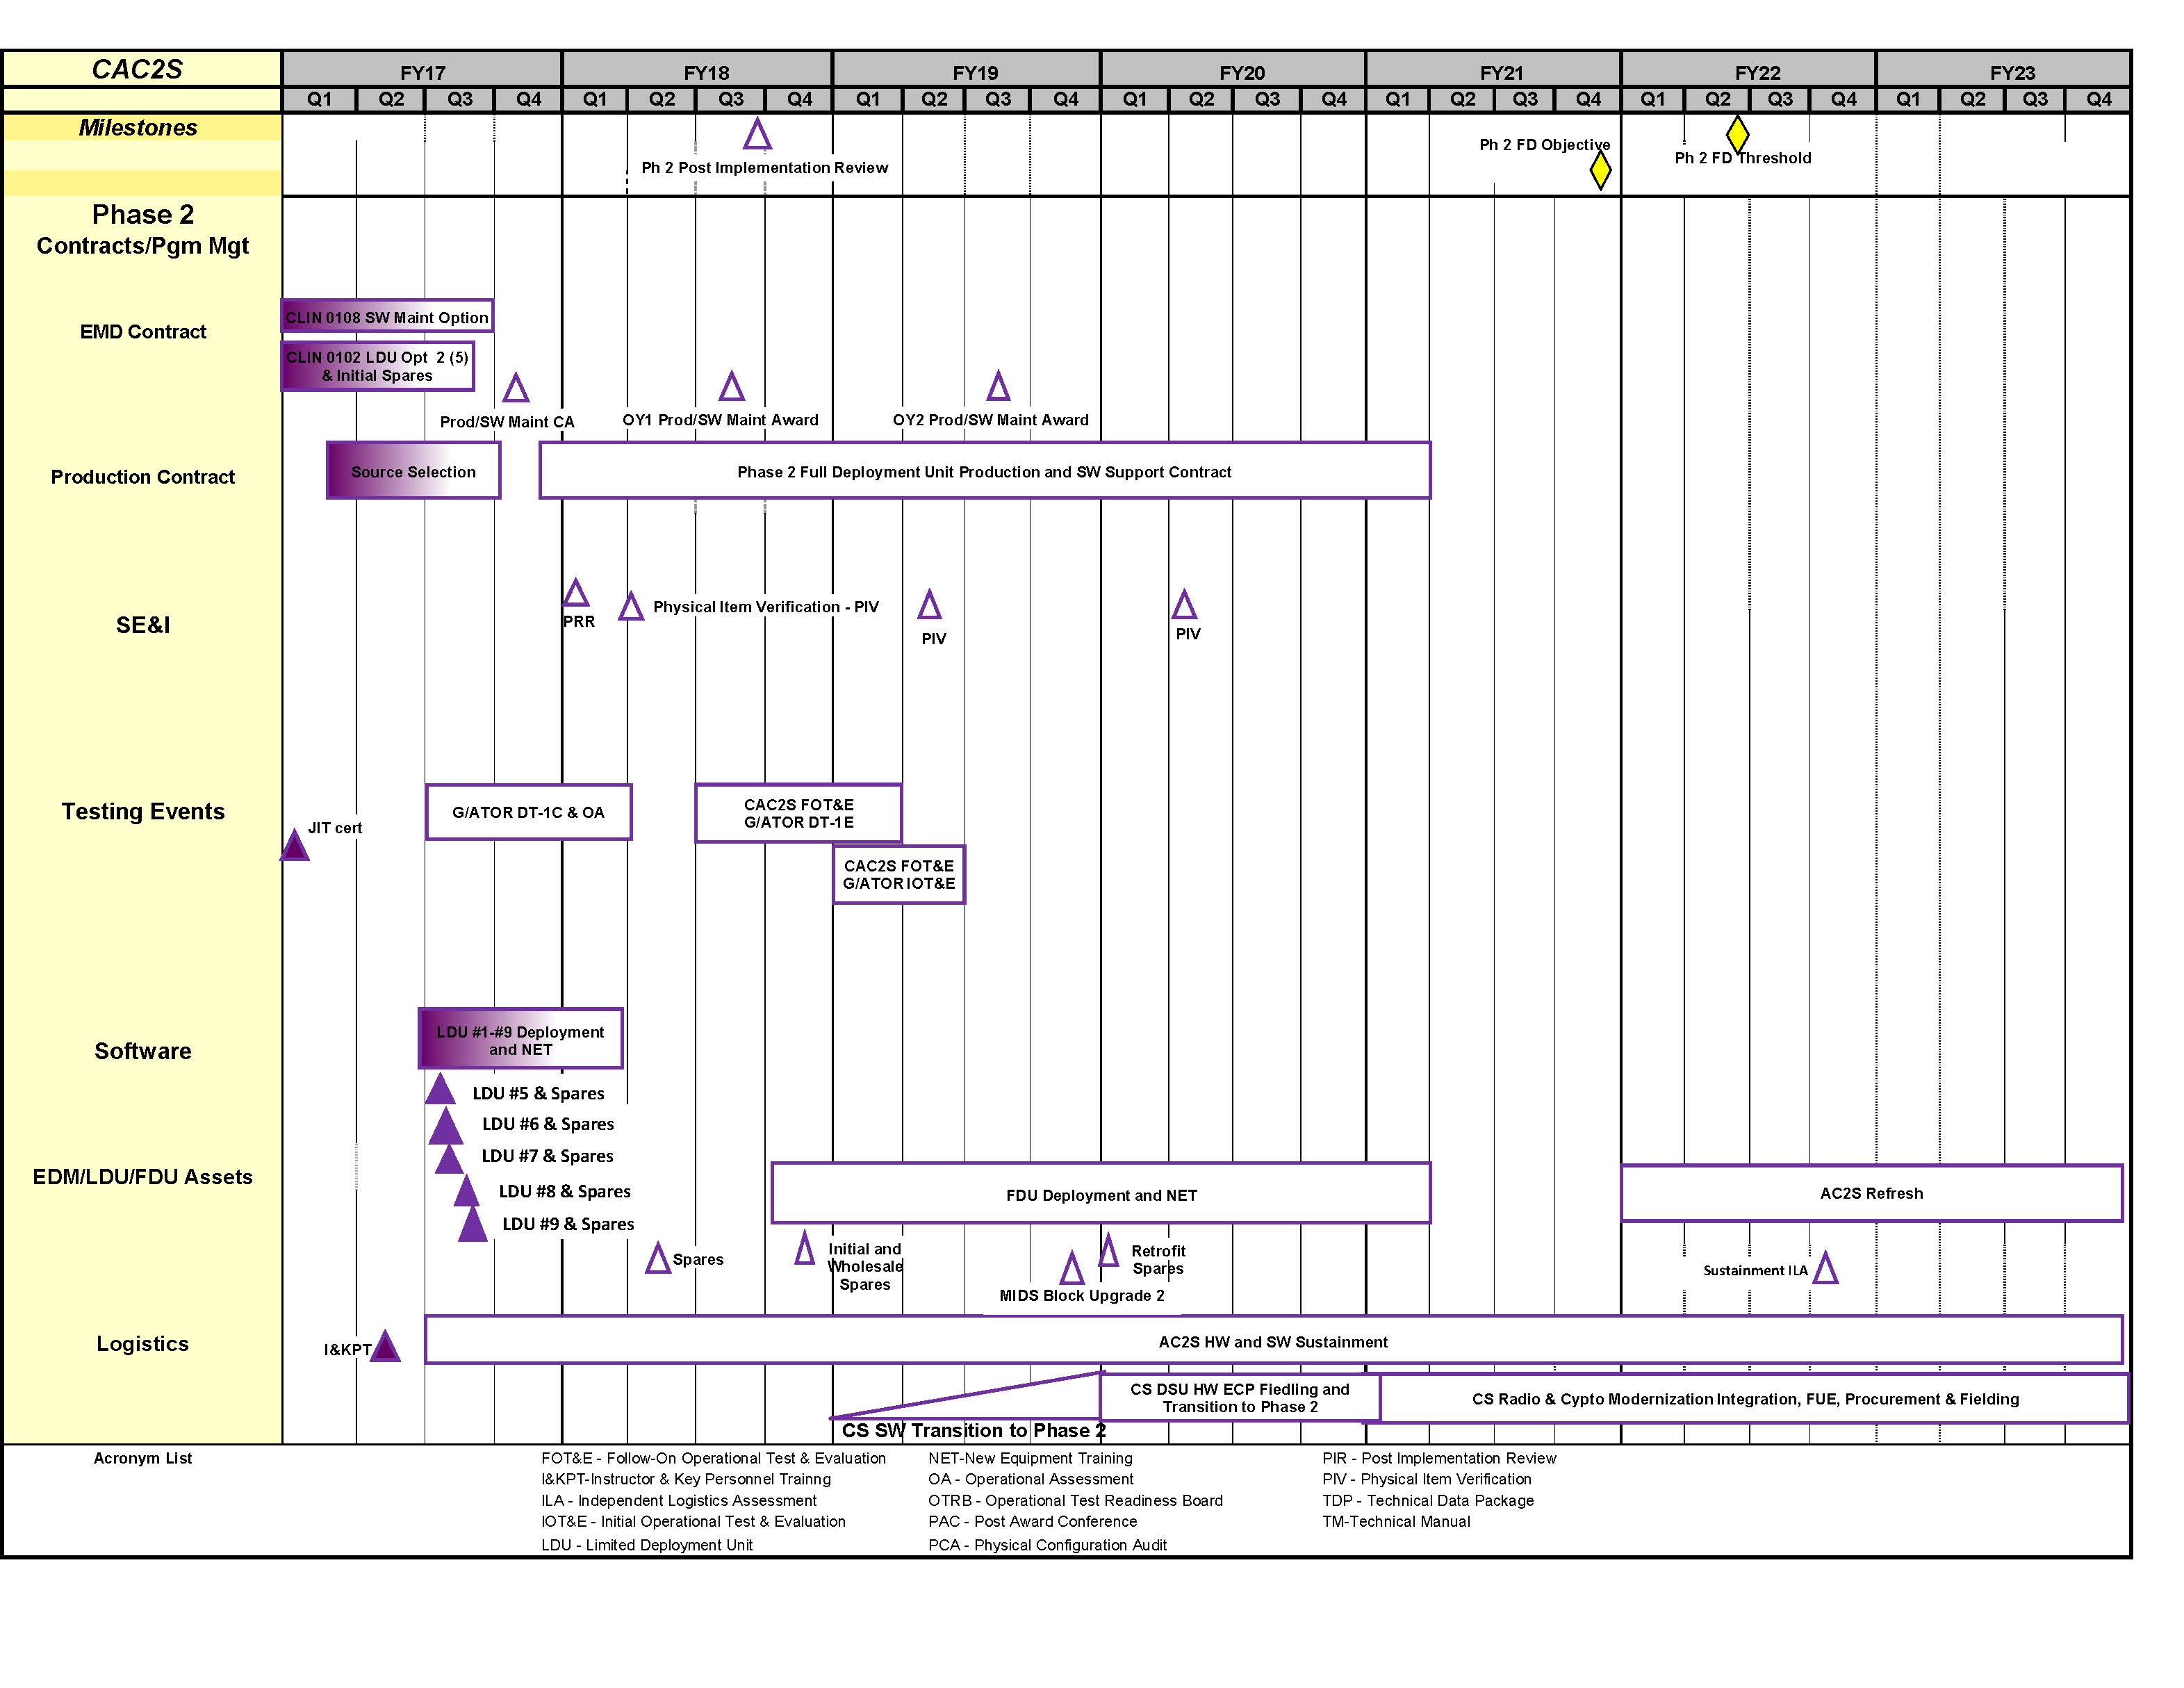 CAC2S
FY17 FY18 FY19 FY20 FY21 FY22 FY23
Q1 Q2 Q3 Q4 Q1 Q2 Q3 Q4 Q1 Q2 Q3 Q4 Q1 Q2 Q3 Q4 Q1 Q2 Q3 Q4 Q1 Q2 Q3 Q4 Q1 Q2 Q3 Q4
Milestones
Ph 2 Post Implementation Review
Ph 2 FD Objective
Ph 2 FD Threshold
Phase 2
Contracts/Pgm Mgt
EMD Contract
CLIN 0108 SW Maint Option
CLIN 0102 LDU Opt 2 (5)
& Initial Spares
Prod/SW Maint CA
OY1 Prod/SW Maint Award
OY2 Prod/SW Maint Award
Production Contract
Source Selection
Phase 2 Full Deployment Unit Production and SW Support Contract
SE&I
PRR
Physical Item Verification - PIV
PIV
PIV
Testing Events
JIT cert
G/ATOR DT-1C & OA
CAC2S FOT&E
G/ATOR DT-1E
CAC2S FOT&E
G/ATOR IOT&E
Software
LDU #1-#9 Deployment
and NET
LDU #5 & Spares
LDU #6 & Spares
LDU #7 & Spares
LDU #8 & Spares
LDU #9 & Spares
EDM/LDU/FDU Assets
FDU Deployment and NET
AC2S Refresh
Spares
Initial and
Wholesale
Spares
MIDS Block Upgrade 2
Retrofit
Spares
Sustainment ILA
Logistics
I&KPT
AC2S HW and SW Sustainment
CS SW Transition to Phase 2
CS DSU HW ECP Fiedling and
Transition to Phase 2
CS Radio & Cypto Modernization Integration, FUE, Procurement & Fielding
Acronym List
FOT&E - Follow-On Operational Test & Evaluation
I&KPT-Instructor & Key Personnel Trainng
ILA - Independent Logistics Assessment
IOT&E - Initial Operational Test & Evaluation
LDU - Limited Deployment Unit
NET-New Equipment Training
OA - Operational Assessment
OTRB - Operational Test Readiness Board
PAC - Post Award Conference
PCA - Physical Configuration Audit
PIR - Post Implementation Review
PIV - Physical Item Verification
TDP - Technical Data Package
TM-Technical Manual